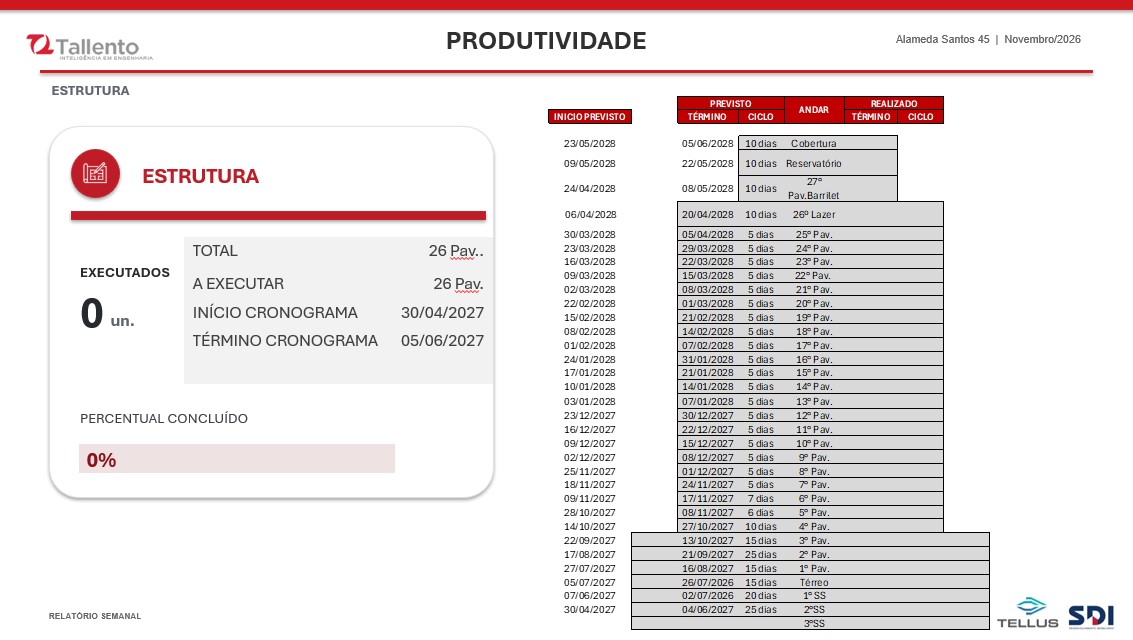 Tallento
INTELIGÊNCIA EM ENGENHARIA
PRODUTIVIDADE
Alameda Santos 45 | Novembro/2026
ESTRUTURA
ESTRUTURA
EXECUTADOS
0 un.
TOTAL 26 Pav..
A EXECUTAR 26 Pav.
INÍCIO CRONOGRAMA 30/04/2027
TÉRMINO CRONOGRAMA 05/06/2027
PERCENTUAL CONCLUÍDO
0%
PREVISTO ANDAR REALIZADO
INICIO PREVISTO TÉRMINO CICLO TÉRMINO CICLO
23/05/2028 05/06/2028 10 dias Cobertura
09/05/2028 22/05/2028 10 dias Reservatório
24/04/2028 08/05/2028 10 dias 27º
Pav.Barrilet
06/04/2028 20/04/2028 10 dias 26º Lazer
30/03/2028 05/04/2028 5 dias 25º Pav.
23/03/2028 29/03/2028 5 dias 24º Pav.
16/03/2028 22/03/2028 5 dias 23º Pav.
09/03/2028 15/03/2028 5 dias 22º Pav.
02/03/2028 08/03/2028 5 dias 21º Pav.
22/02/2028 01/03/2028 5 dias 20º Pav.
15/02/2028 21/02/2028 5 dias 19º Pav.
08/02/2028 14/02/2028 5 dias 18º Pav.
01/02/2028 07/02/2028 5 dias 17º Pav.
24/01/2028 31/01/2028 5 dias 16º Pav.
17/01/2028 21/01/2028 5 dias 15º Pav.
10/01/2028 14/01/2028 5 dias 14º Pav.
03/01/2028 07/01/2028 5 dias 13º Pav.
23/12/2027 30/12/2027 5 dias 12º Pav.
16/12/2027 22/12/2027 5 dias 11º Pav.
09/12/2027 15/12/2027 5 dias 10º Pav.
02/12/2027 08/12/2027 5 dias 9º Pav.
25/11/2027 01/12/2027 5 dias 8º Pav.
18/11/2027 24/11/2027 5 dias 7º Pav.
09/11/2027 17/11/2027 7 dias 6º Pav.
28/10/2027 08/11/2027 6 dias 5º Pav.
14/10/2027 27/10/2027 10 dias 4º Pav.
22/09/2027 13/10/2027 15 dias 3º Pav.
17/08/2027 21/09/2027 25 dias 2º Pav.
27/07/2027 16/08/2027 15 dias 1º Pav.
05/07/2027 26/07/2026 15 dias Térreo
07/06/2027 02/07/2026 20 dias 1º SS
30/04/2027 04/06/2027 25 dias 2ºSS
3ºSS
RELATÓRIO SEMANAL
TELLUS
SDI